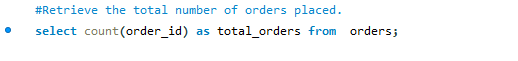 #Retrieve the total number of orders placed.
select count(order_id) as total_orders from  orders;